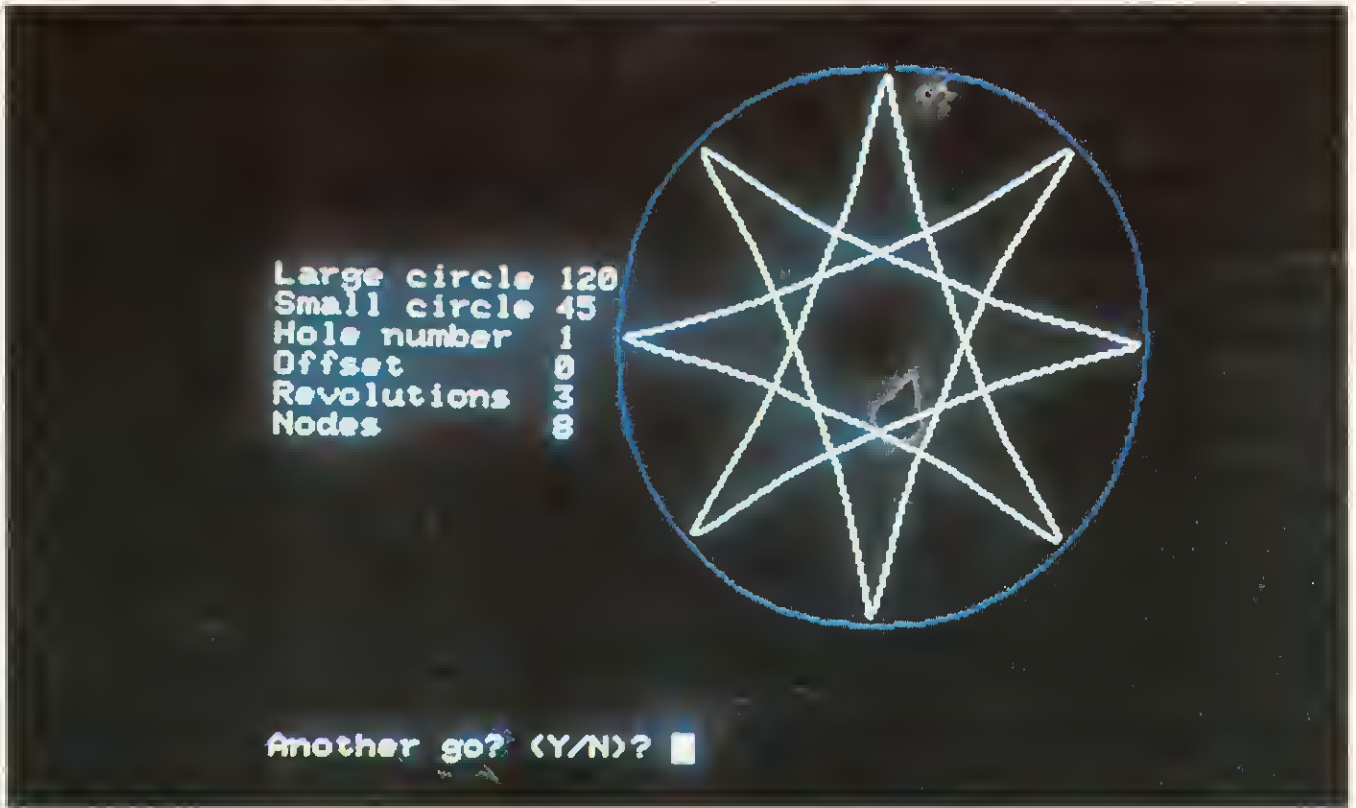 Large circle 120
Small circle 45
Hole number 1
Offset 0
Revolutions 3
Nodes 8
Another go? (Y/N)?